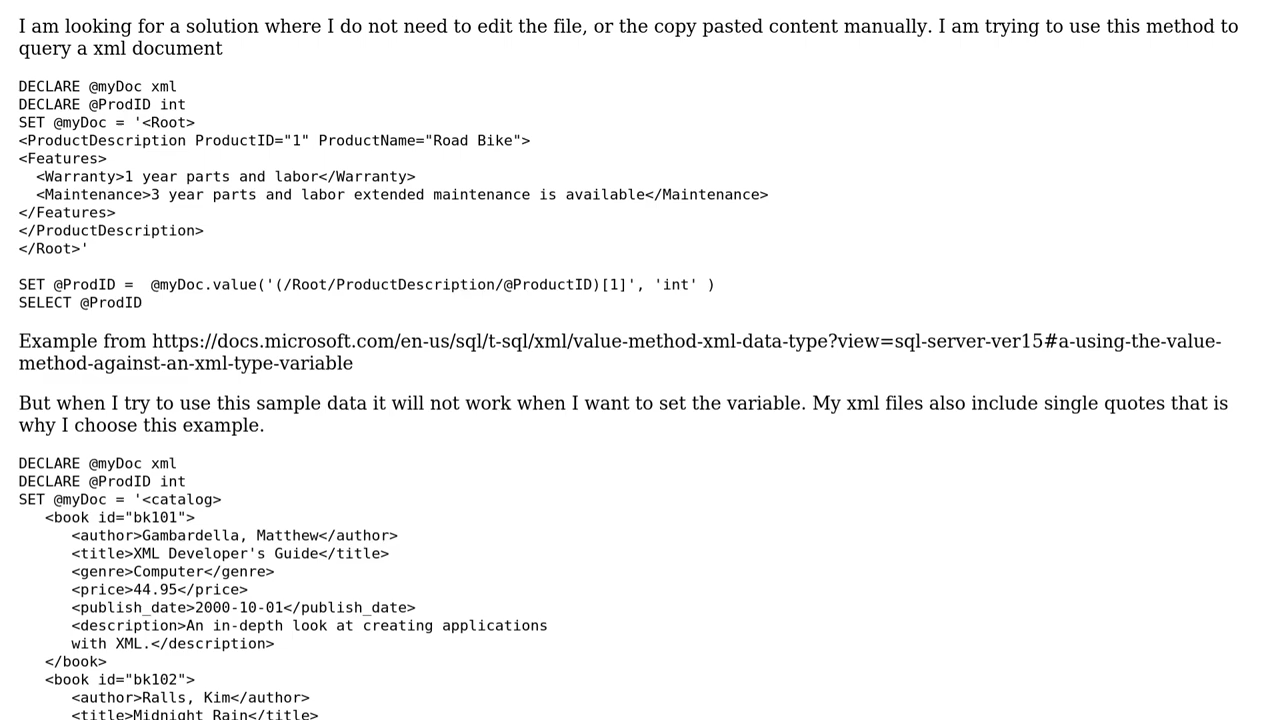 I am looking for a solution where I do not need to edit the file, or the copy pasted content manually. I am trying to use this method to
query a xml document
DECLARE @myDoc xml
DECLARE @ProdID int
SET @myDoc = '<Root>
<ProductDescription ProductID="1" ProductName="Road Bike">
<Features>
  <Warranty>1 year parts and labor</Warranty>
  <Maintenance>3 year parts and labor extended maintenance is available</Maintenance>
</Features>
</ProductDescription>
</Root>'
SET @ProdID =  @myDoc.value('(/Root/ProductDescription/@ProductID)[1]', 'int' )
SELECT @ProdID
Example from https://docs.microsoft.com/en-us/sql/t-sql/xml/value-method-xml-data-type?view=sql-server-ver15#a-using-the-value-
method-against-an-xml-type-variable
But when I try to use this sample data it will not work when I want to set the variable. My xml files also include single quotes that is
why I choose this example.
DECLARE @myDoc xml
DECLARE @ProdID int
SET @myDoc = '<catalog>
   <book id="bk101">
      <author>Gambardella, Matthew</author>
      <title>XML Developer's Guide</title>
      <genre>Computer</genre>
      <price>44.95</price>
      <publish_date>2000-10-01</publish_date>
      <description>An in-depth look at creating applications
      with XML.</description>
   </book>
   <book id="bk102">
      <author>Ralls, Kim</author>
      <title>Midnight Rain</title>